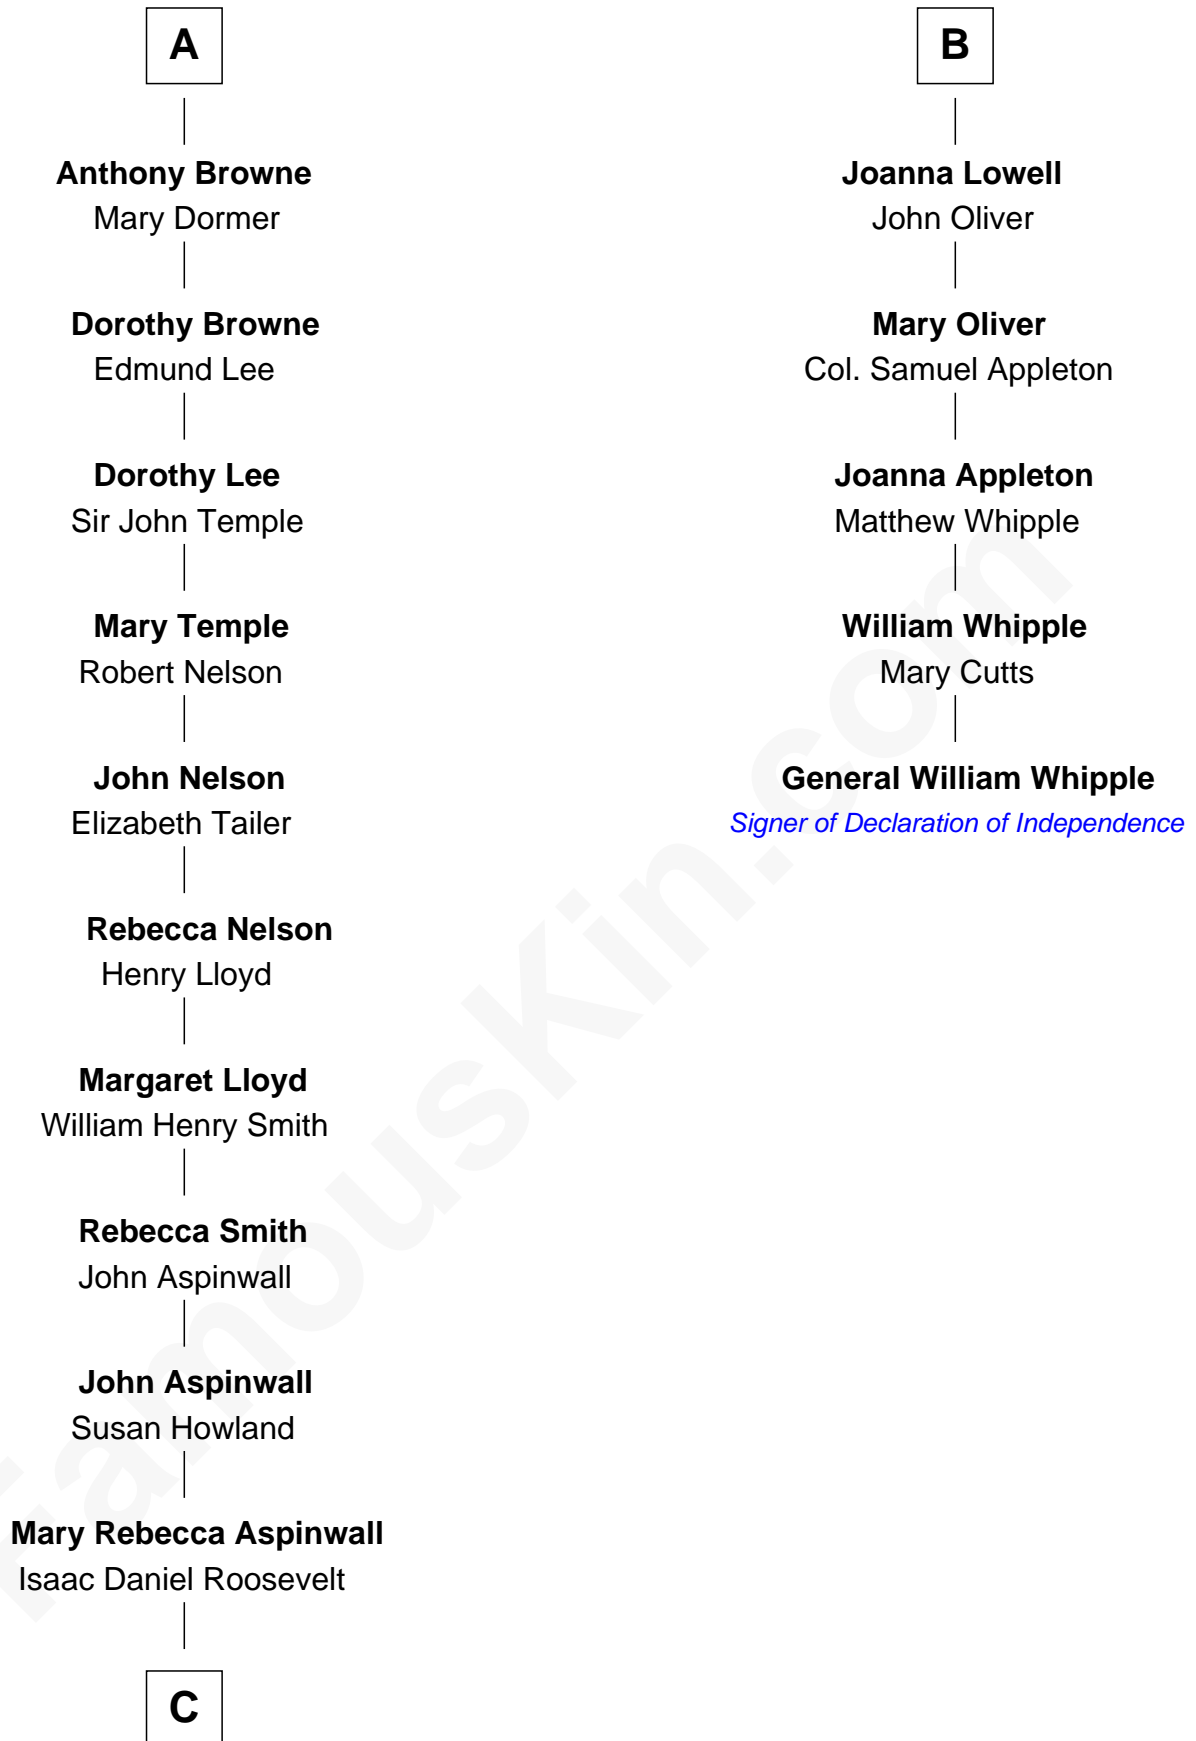 A
Anthony Browne
Mary Dormer
Dorothy Browne
Edmund Lee
Dorothy Lee
Sir John Temple
Mary Temple
Robert Nelson
John Nelson
Elizabeth Tailer
Rebecca Nelson
Henry Lloyd
Margaret Lloyd
William Henry Smith
Rebecca Smith
John Aspinwall
John Aspinwall
Susan Howland
Mary Rebecca Aspinwall
Isaac Daniel Roosevelt
C
B
Joanna Lowell
John Oliver
Mary Oliver
Col. Samuel Appleton
Joanna Appleton
Matthew Whipple
William Whipple
Mary Cutts
General William Whipple
Signer of Declaration of Independence
FamousKin.com